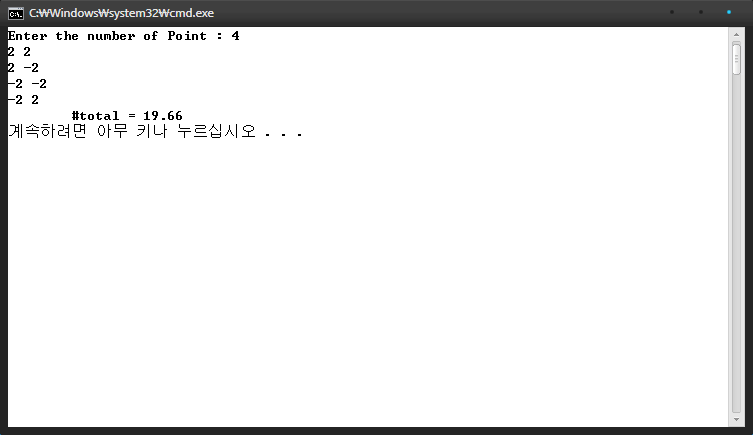 C:₩Windows₩system32₩cmd.exe
Enter the number of Point : 4
2 2
2 -2
-2 -2
-2 2
#total = 19.66
계속하려면 아무 키나 누르십시오 . . .